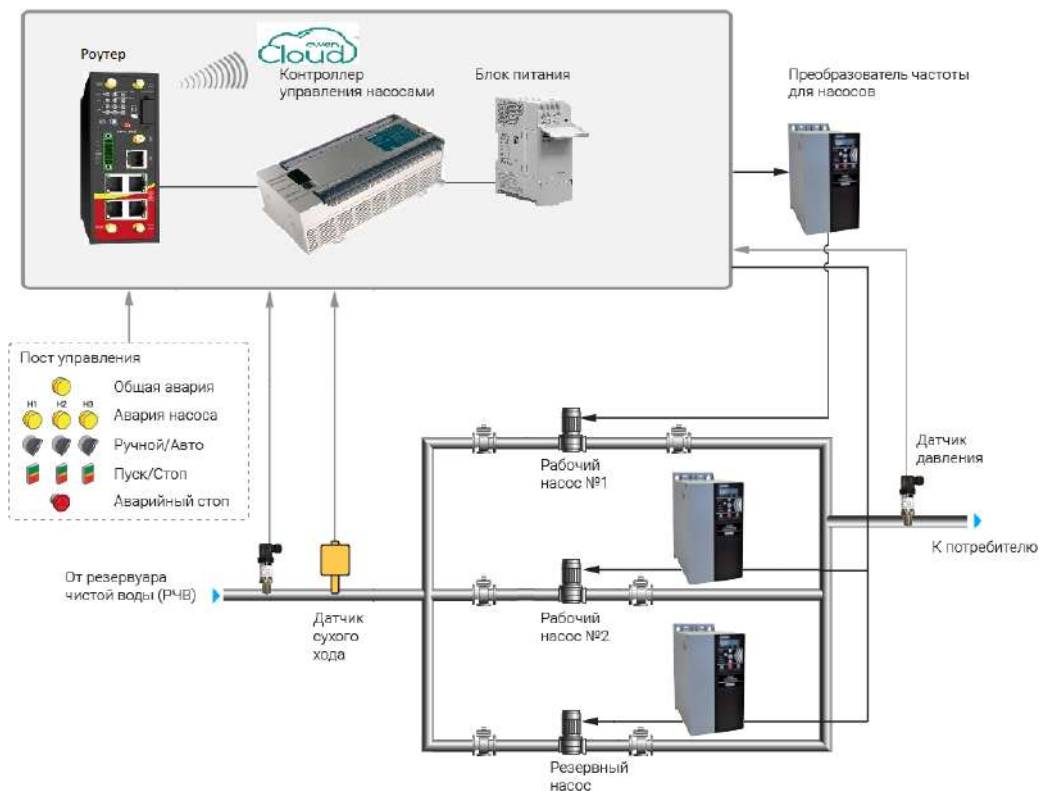 Роутер
owen
Cloud
Контроллер
управления насосами
Блок питания
Преобразователь частоты
для насосов
Пост управления
Общая авария
Н1 Н2 Н3
Авария насоса
Ручной/Авто
Пуск/Стоп
Аварийный стоп
Рабочий
насос №1
Датчик
давления
К потребителю
От резервуара
чистой воды (РЧВ)
Датчик
сухого
хода
Рабочий
насос №2
Резервный
насос